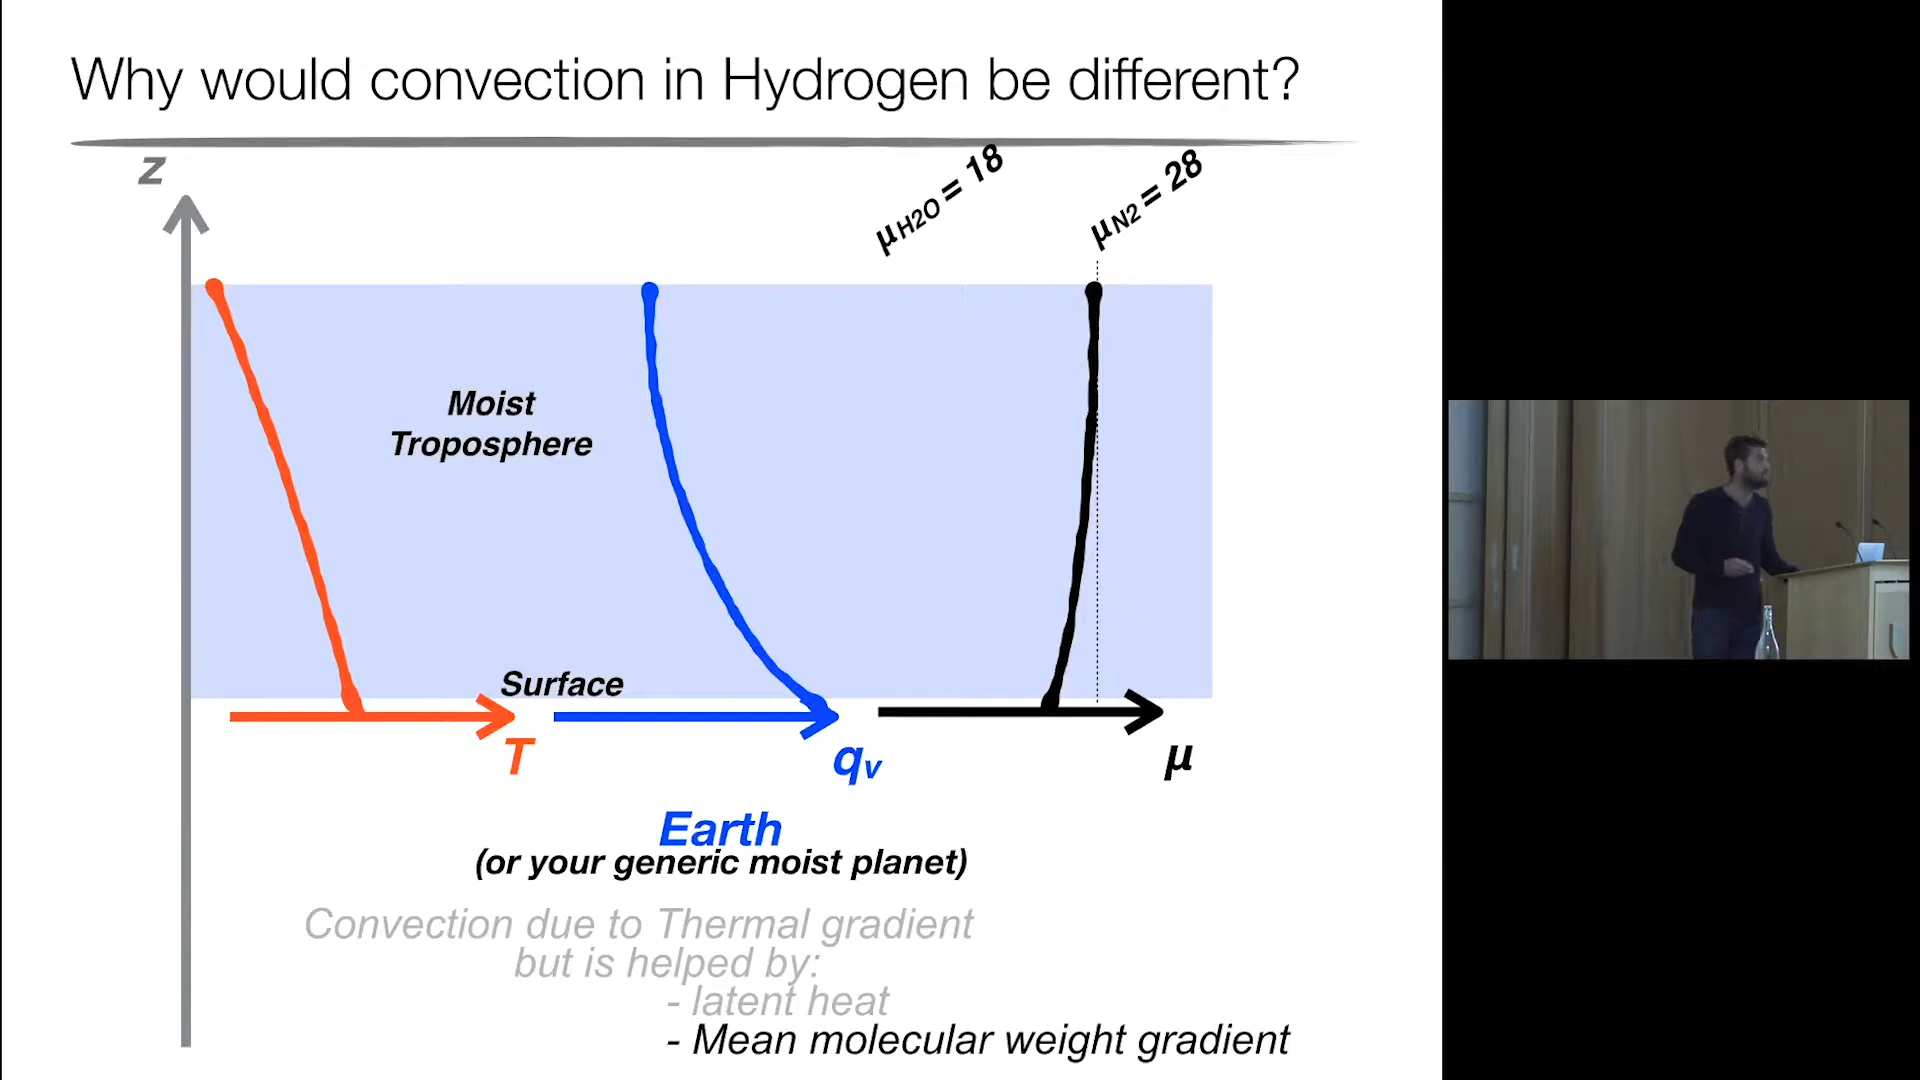 Why would convection in Hydrogen be different?
z
μH2O = 18
μN2 = 28
Moist
Troposphere
Surface
T
qv
μ
Earth
(or your generic moist planet)
Convection due to Thermal gradient
but is helped by:
- latent heat
- Mean molecular weight gradient